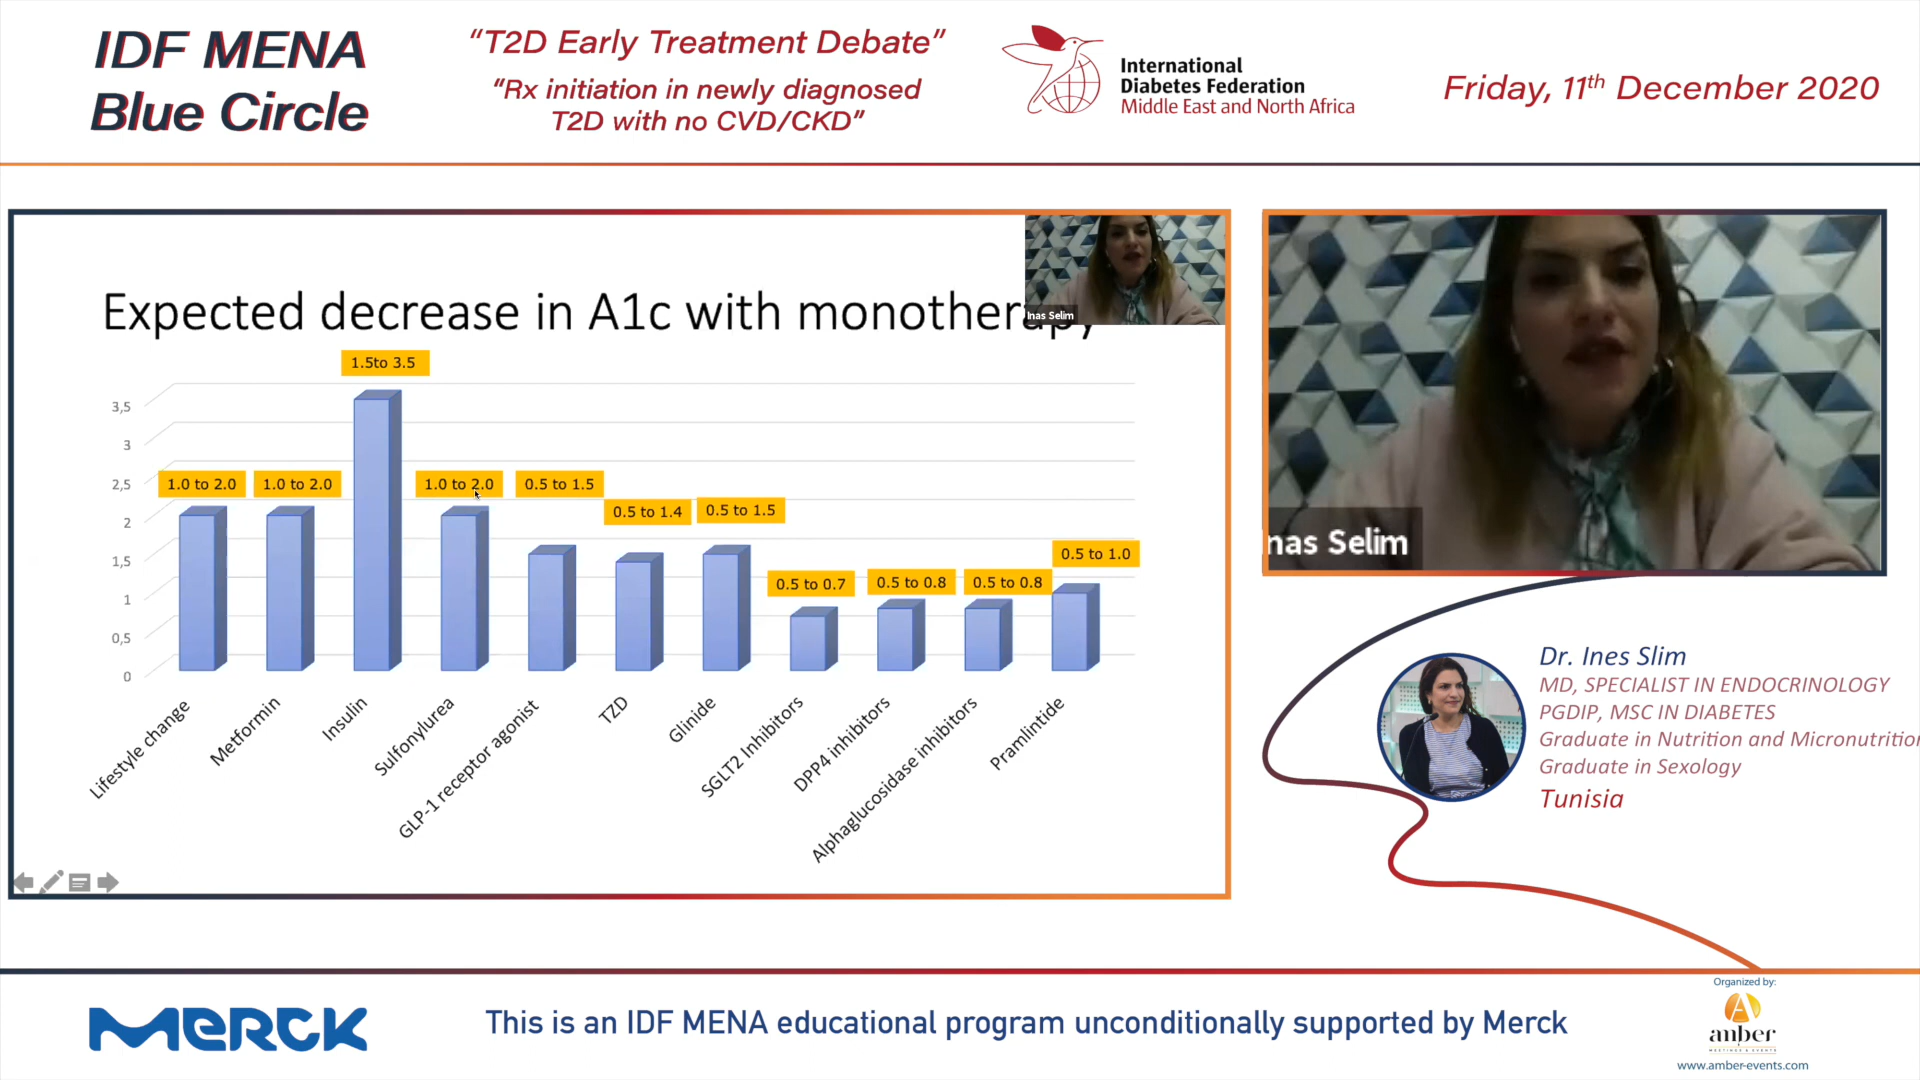 IDF MENA
Blue Circle
“T2D Early Treatment Debate”
“Rx initiation in newly diagnosed
T2D with no CVD/CKD”
International
Diabetes Federation
Middle East and North Africa
Friday, 11th December 2020
Expected decrease in A1c with monotherapy
Inas Selim
1.5to 3.5
1.0 to 2.0
1.0 to 2.0
1.0 to 2.0
0.5 to 1.5
0.5 to 1.4
0.5 to 1.5
0.5 to 0.7
0.5 to 0.8
0.5 to 0.8
0.5 to 1.0
3,5
3
2,5
2
1,5
1
0,5
0
Lifestyle change
Metformin
Insulin
Sulfonylurea
GLP-1 receptor agonist
TZD
Glinide
SGLT2 Inhibitors
DPP4 inhibitors
Alphaglucosidase inhibitors
Pramlintide
nas Selim
Dr. Ines Slim
MD, SPECIALIST IN ENDOCRINOLOGY
PGDIP, MSC IN DIABETES
Graduate in Nutrition and Micronutrition
Graduate in Sexology
Tunisia
MERCK
This is an IDF MENA educational program unconditionally supported by Merck
Organized by:
amber
MEETINGS & EVENTS
www.amber-events.com